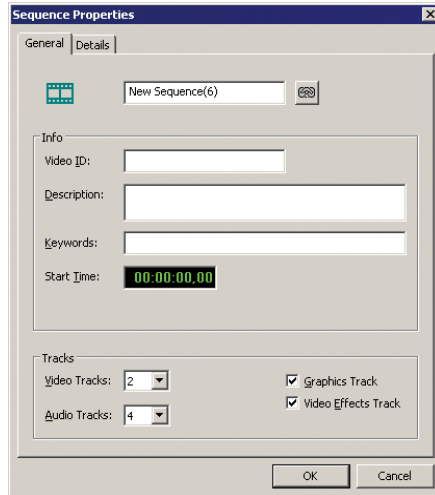 Sequence Properties
General Details
New Sequence(6)
Info
Video ID:
Description:
Keywords:
Start Time: 00:00:00,00
Tracks
Video Tracks: 2
Graphics Track
Video Effects Track
Audio Tracks: 4
OK Cancel